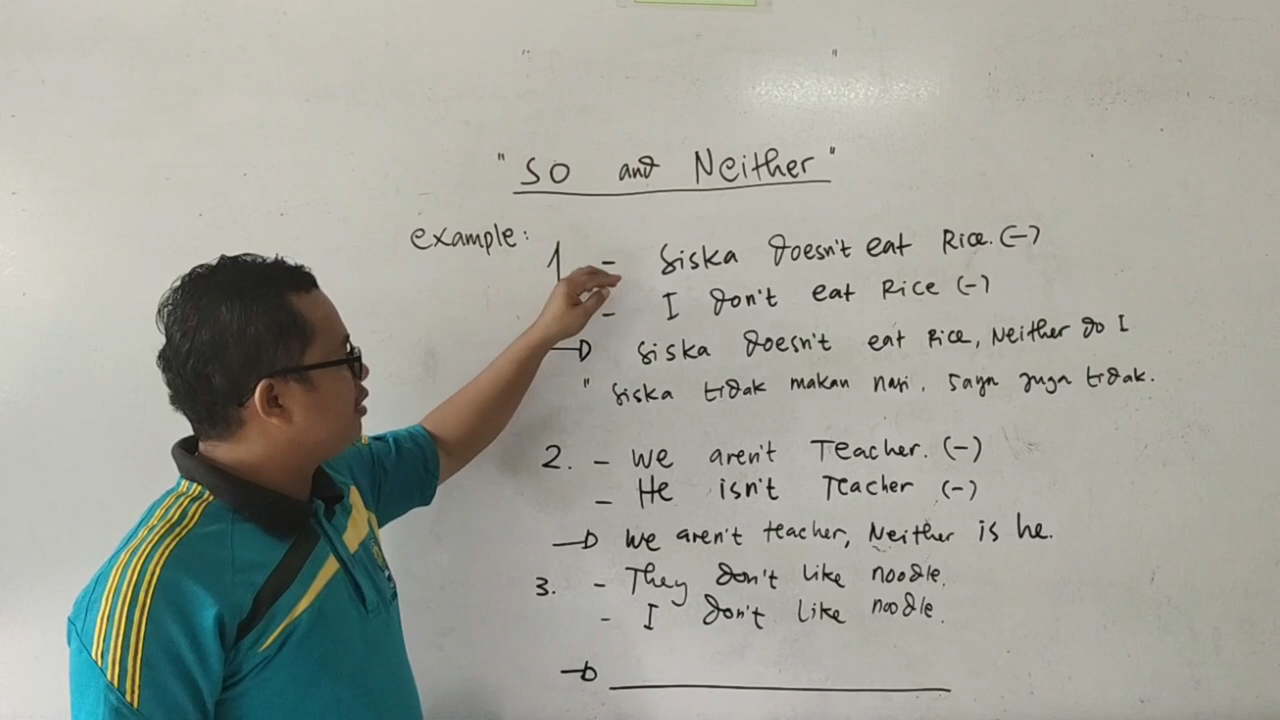 "So and Neither"
example:
1 - Siska doesn't eat Rice. (-)
- I don't eat Rice (-)
Siska doesn't eat Rice, Neither do I
" Siska tidak makan nasi, saya juga tidak.
2. - We aren't Teacher. (-)
- He isn't Teacher (-)
We aren't teacher, Neither is he.
3. - They don't like noodle.
- I don't like noodle.